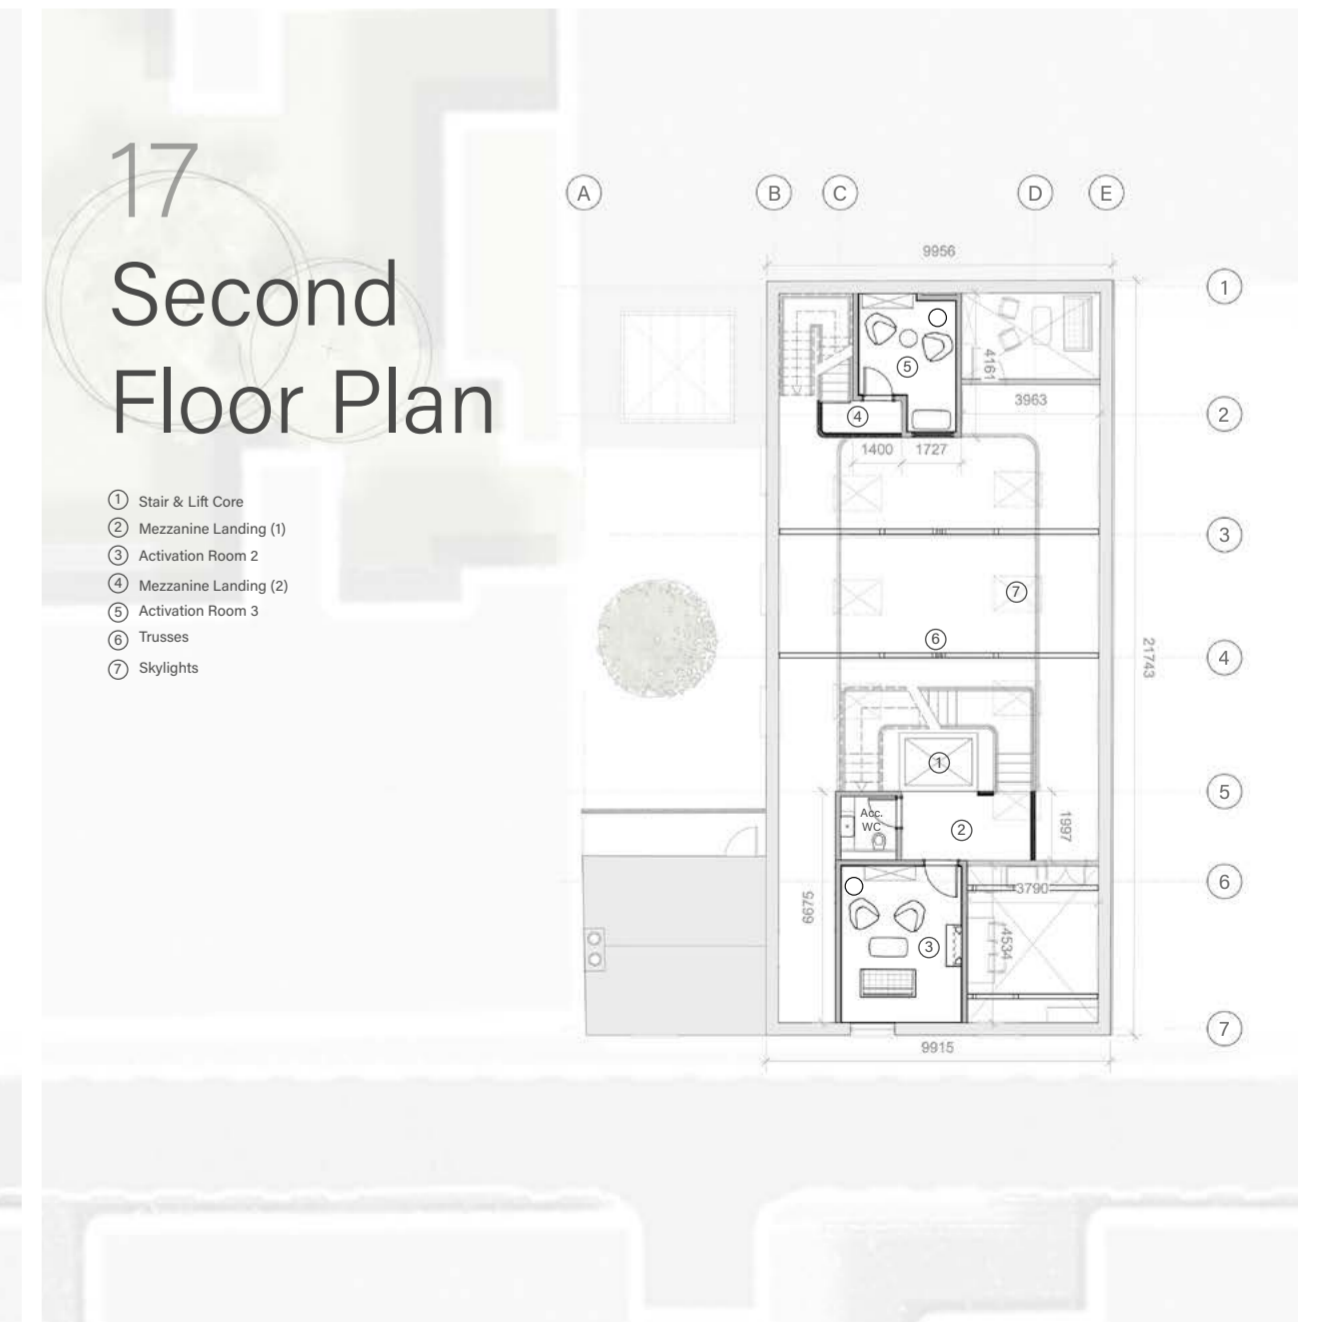 17
Second
Floor Plan
1 Stair & Lift Core
2 Mezzanine Landing (1)
3 Activation Room 2
4 Mezzanine Landing (2)
5 Activation Room 3
6 Trusses
7 Skylights
A B C D E
9956
1
5
4161
3963
4
2
1400 1727
3
7
6
4
21743
1
5
Acc.
WC
2
1997
6
3790
6675
3
4534
7
9915